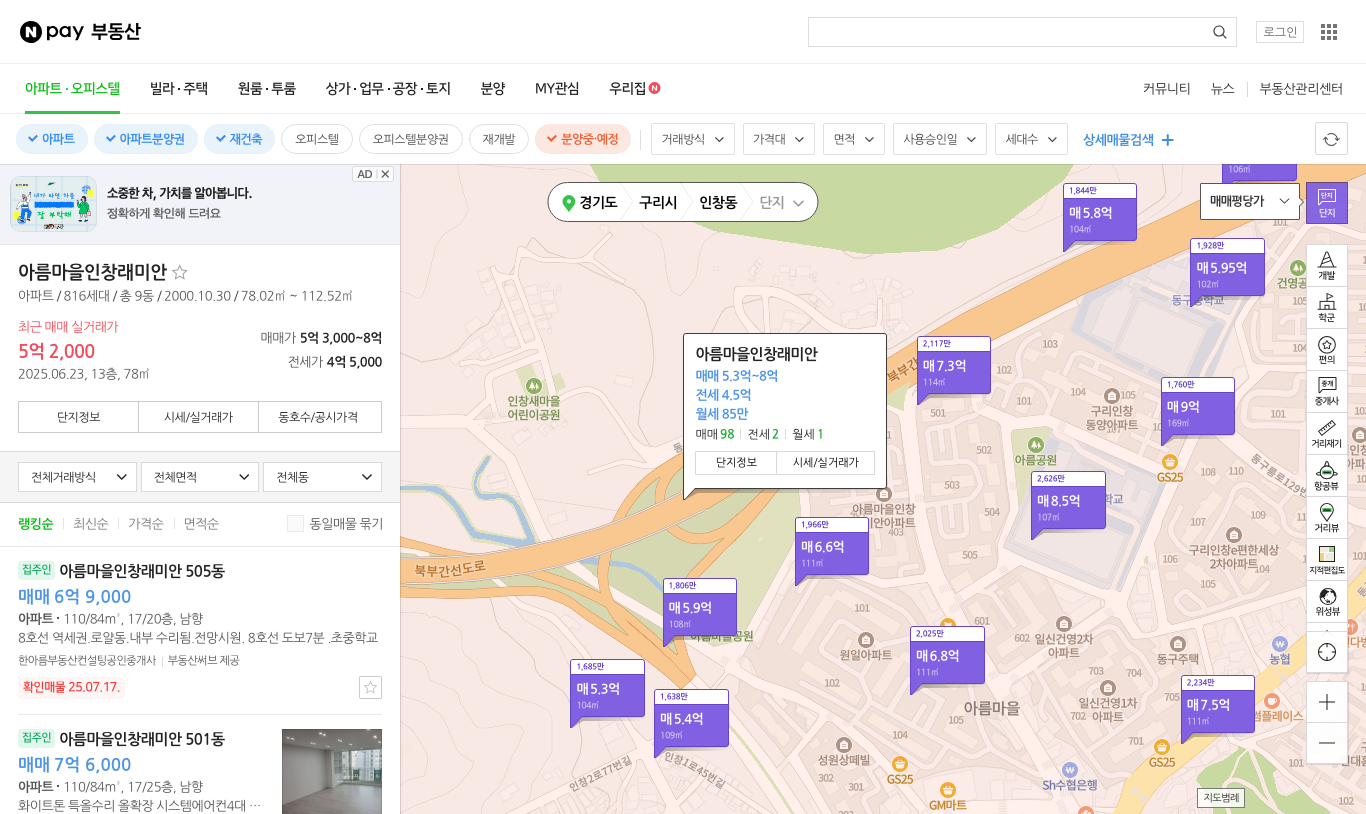 N pay 부동산
로그인
아파트·오피스텔
빌라·주택
원룸·투룸
상가·업무·공장·토지
분양
MY관심
우리집 N
커뮤니티
뉴스
부동산관리센터
아파트
아파트분양권
재건축
오피스텔
오피스텔분양권
재개발
분양중·예정
거래방식
가격대
면적
사용승인일
세대수
상세매물검색
AD
소중한 차, 가치를 알아봅니다.
정확하게 확인해 드려요
아름마을인창래미안
아파트 / 816세대 / 총 9동 / 2000.10.30 / 78.02㎡ ~ 112.52㎡
최근 매매 실거래가
5억 2,000
2025.06.23, 13층, 78㎡
매매가 5억 3,000~8억
전세가 4억 5,000
단지정보
시세/실거래가
동호수/공시가격
전체거래방식
전체면적
전체동
랭킹순
최신순
가격순
면적순
동일매물 묶기
집주인 아름마을인창래미안 505동
매매 6억 9,000
아파트 · 110/84m², 17/20층, 남향
8호선 역세권.로얄동.내부 수리됨.전망시원. 8호선 도보7분 .초중학교
한아름부동산컨설팅공인중개사 | 부동산써브 제공
확인매물 25.07.17.
집주인 아름마을인창래미안 501동
매매 7억 6,000
아파트 · 110/84m², 17/25층, 남향
화이트톤 특올수리 올확장 시스템에어컨4대 …
경기도
구리시
인창동
단지
매매평당가
단지
단지
106㎡
1,844만
매5.8억
104㎡
1,928만
매5.95억
102㎡
2,117만
매7.3억
114㎡
1,760만
매9억
169㎡
2,626만
매8.5억
107㎡
1,966만
매6.6억
111㎡
1,806만
매5.9억
108㎡
2,025만
매6.8억
111㎡
1,685만
매5.3억
104㎡
1,638만
매5.4억
109㎡
2,234만
매7.5억
111㎡
아름마을인창래미안
매매 5.3억~8억
전세 4.5억
월세 85만
매매 98 | 전세 2 | 월세 1
단지정보
시세/실거래가
인창새마을
어린이공원
북부간선도로
북부간
아름공원
구리인창
동양아파트
GS25
구리인창e편한세상
2차아파트
원일아파트
일신건영2차
아파트
동구주택
농협
일신건영1차
아파트
아름마을
성원상떼빌
GS25
GM마트
Sh수협은행
GS25
인창2로77번길
인창1로45번길
103
102
101
501
503
502
504
505
107
108
109
106
105
601
602
703
704
702
701
104
302
301
303
102
개발
학군
편의
중개
중개사
거리재기
항공뷰
거리뷰
지적편집도
위성뷰
지도범례